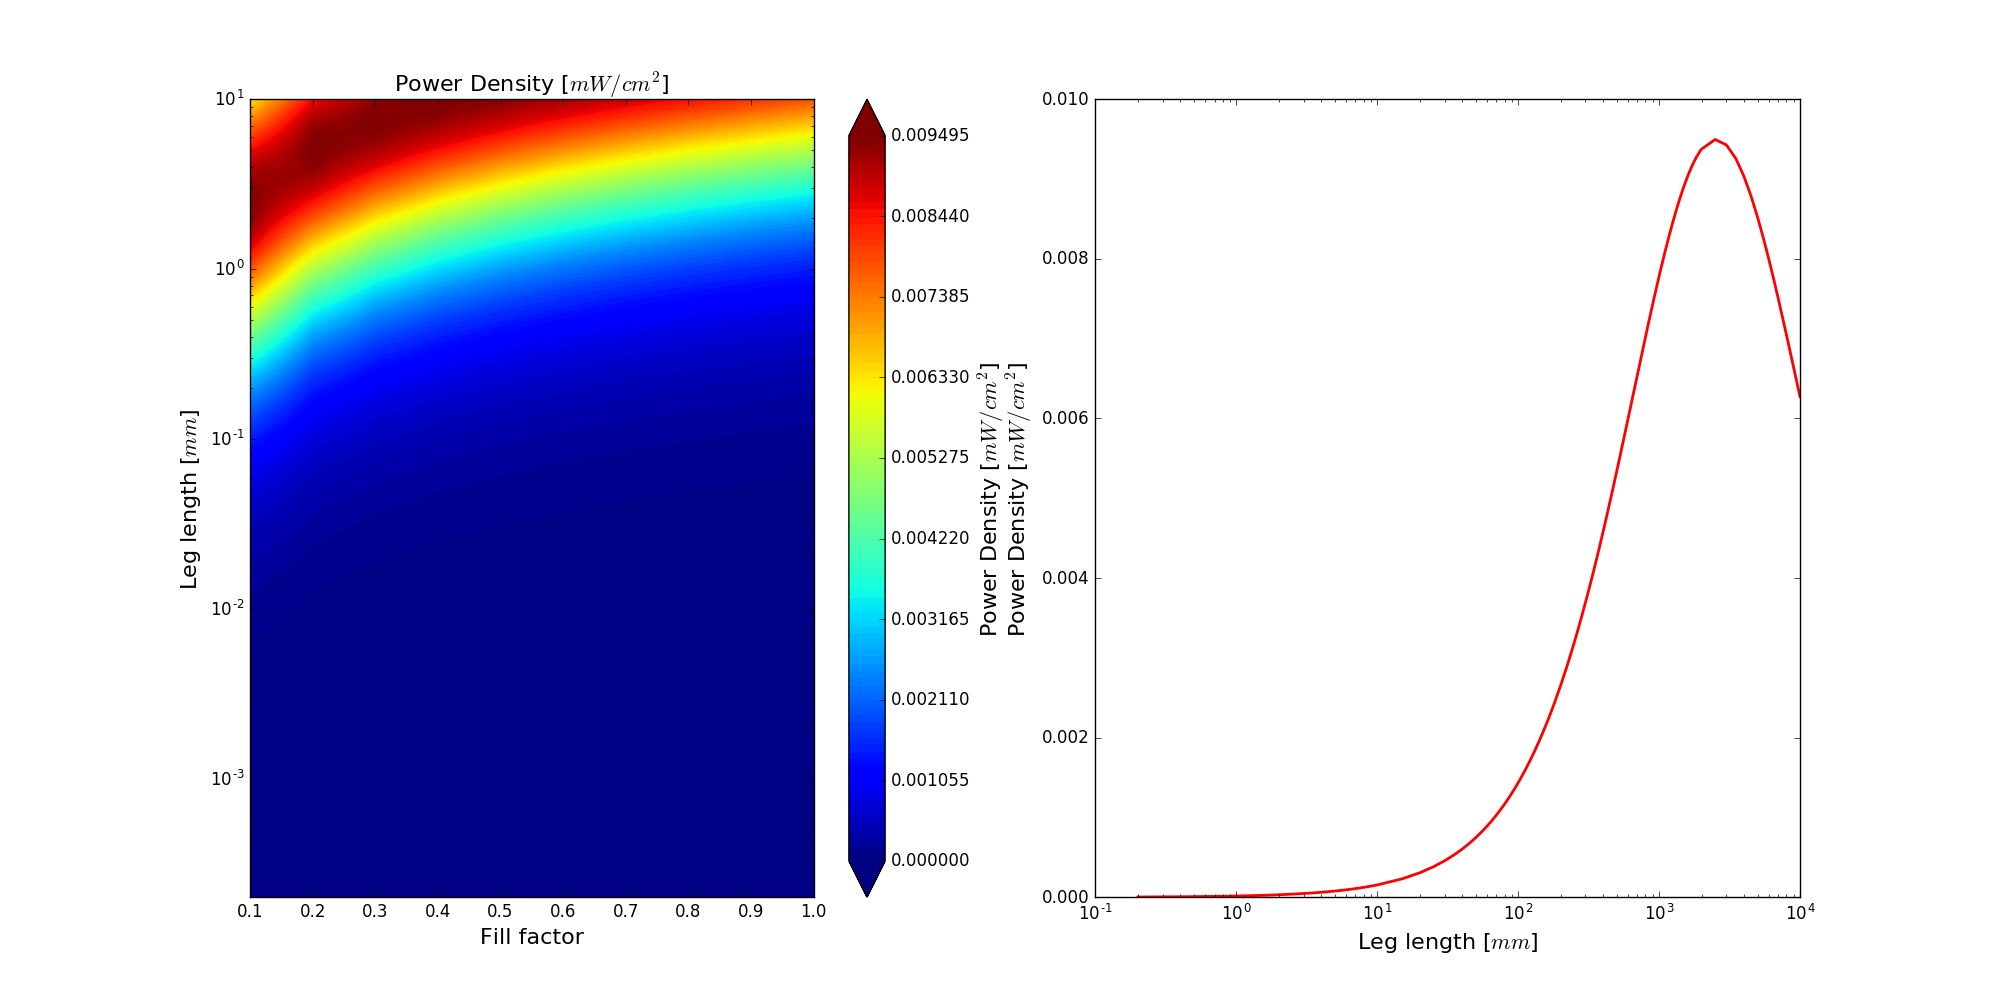 Power Density [mW/cm²]
10¹
10⁰
10⁻¹
10⁻²
10⁻³
Leg length [mm]
0.1 0.2 0.3 0.4 0.5 0.6 0.7 0.8 0.9 1.0
Fill factor
0.009495
0.008440
0.007385
0.006330
0.005275
0.004220
0.003165
0.002110
0.001055
0.000000
Power Density [mW/cm²]
Power Density [mW/cm²]
0.010
0.008
0.006
0.004
0.002
0.000
10⁻¹ 10⁰ 10¹ 10² 10³ 10⁴
Leg length [mm]